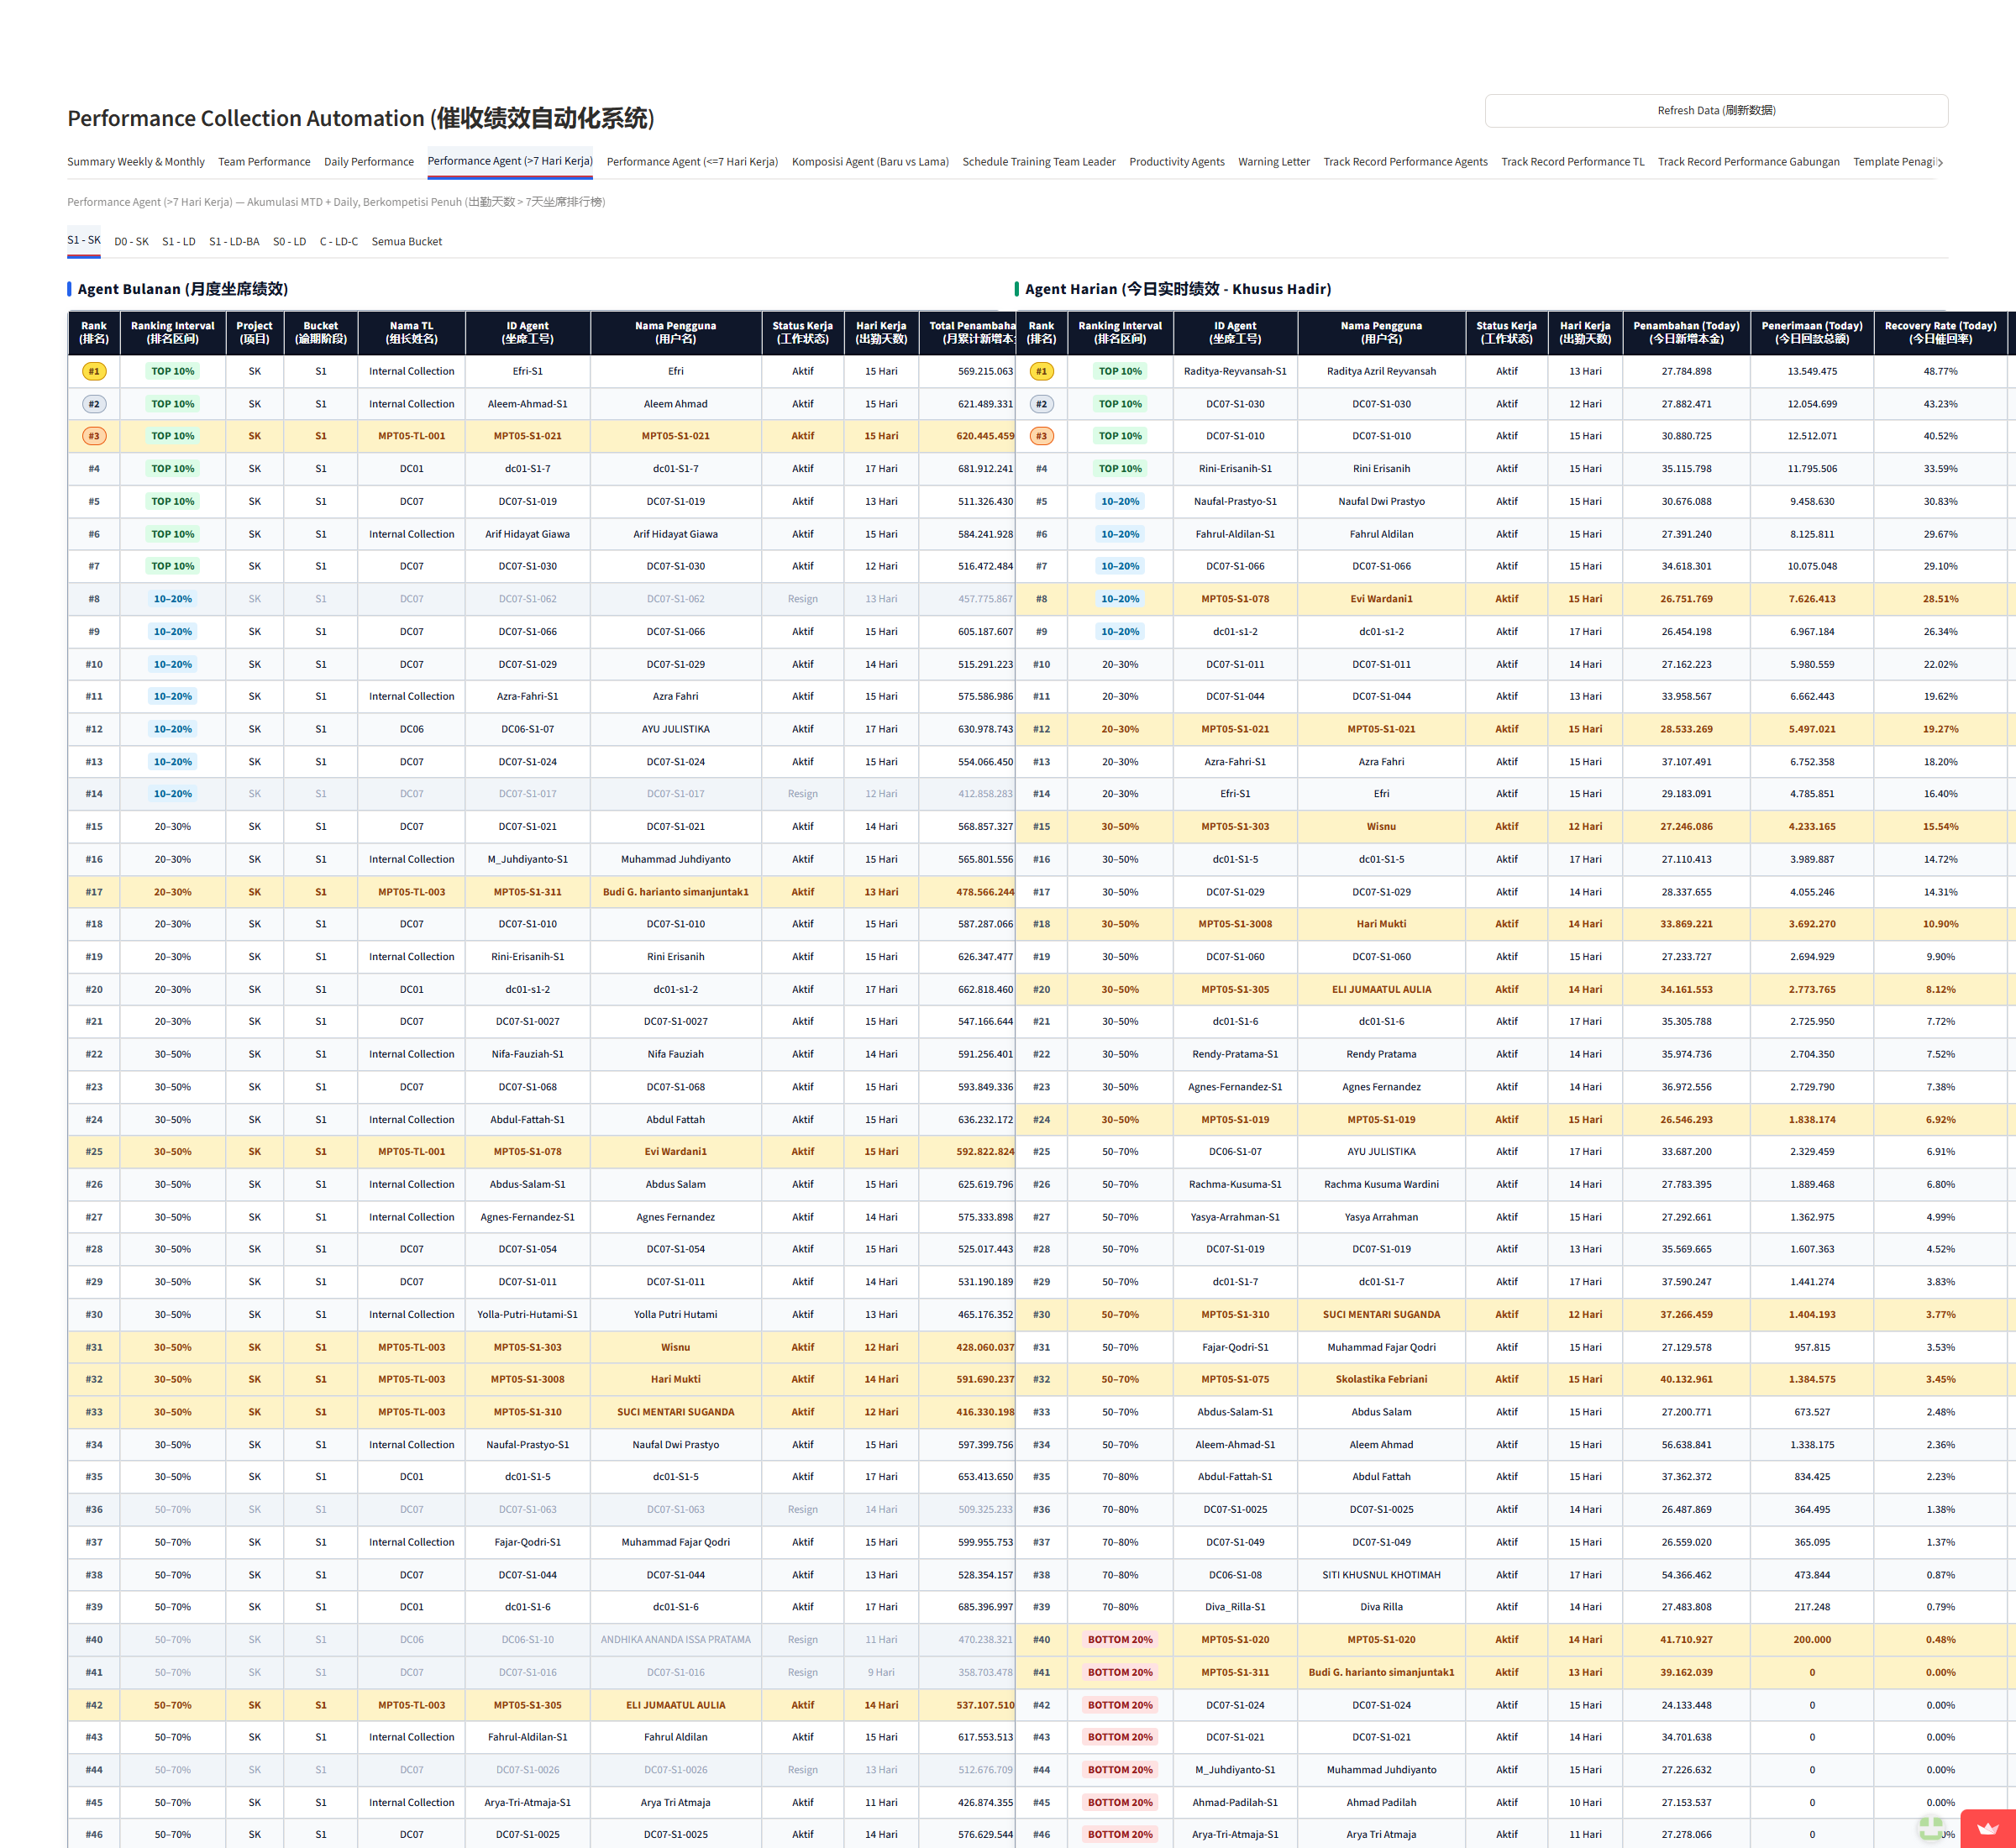 Performance Collection Automation (催收绩效自动化系统)
Refresh Data (刷新数据)
Summary Weekly & Monthly Team Performance Daily Performance Performance Agent (>7 Hari Kerja) Performance Agent (<=7 Hari Kerja) Komposisi Agent (Baru vs Lama) Schedule Training Team Leader Productivity Agents Warning Letter Track Record Performance Agents Track Record Performance TL Track Record Performance Gabungan Template Penagi
Performance Agent (>7 Hari Kerja) — Akumulasi MTD + Daily, Berkompetisi Penuh (出勤天数 > 7天坐席排行榜)
S1 - SK D0 - SK S1 - LD S1 - LD-BA S0 - LD C - LD-C Semua Bucket
Agent Bulanan (月度坐席绩效)
Rank Ranking Interval Project Bucket Nama TL ID Agent Nama Pengguna Status Kerja Hari Kerja Total Penambaha
(排名) (排名区间) (项目) (逾期阶段) (组长姓名) (坐席工号) (用户名) (工作状态) (出勤天数) (月累计新增本
#1 TOP 10% SK S1 Internal Collection Efri-S1 Efri Aktif 15 Hari 569.215.063
#2 TOP 10% SK S1 Internal Collection Aleem-Ahmad-S1 Aleem Ahmad Aktif 15 Hari 621.489.331
#3 TOP 10% SK S1 MPT05-TL-001 MPT05-S1-021 MPT05-S1-021 Aktif 15 Hari 620.445.459
#4 TOP 10% SK S1 DC01 dc01-S1-7 dc01-S1-7 Aktif 17 Hari 681.912.241
#5 TOP 10% SK S1 DC07 DC07-S1-019 DC07-S1-019 Aktif 13 Hari 511.326.430
#6 TOP 10% SK S1 Internal Collection Arif Hidayat Giawa Arif Hidayat Giawa Aktif 15 Hari 584.241.928
#7 TOP 10% SK S1 DC07 DC07-S1-030 DC07-S1-030 Aktif 12 Hari 516.472.484
#8 10–20% SK S1 DC07 DC07-S1-062 DC07-S1-062 Resign 13 Hari 457.775.867
#9 10–20% SK S1 DC07 DC07-S1-066 DC07-S1-066 Aktif 15 Hari 605.187.607
#10 10–20% SK S1 DC07 DC07-S1-029 DC07-S1-029 Aktif 14 Hari 515.291.223
#11 10–20% SK S1 Internal Collection Azra-Fahri-S1 Azra Fahri Aktif 15 Hari 575.586.986
#12 10–20% SK S1 DC06 DC06-S1-07 AYU JULISTIKA Aktif 17 Hari 630.978.743
#13 10–20% SK S1 DC07 DC07-S1-024 DC07-S1-024 Aktif 15 Hari 554.066.450
#14 10–20% SK S1 DC07 DC07-S1-017 DC07-S1-017 Resign 12 Hari 412.858.283
#15 20–30% SK S1 DC07 DC07-S1-021 DC07-S1-021 Aktif 14 Hari 568.857.327
#16 20–30% SK S1 Internal Collection M_Juhdiyanto-S1 Muhammad Juhdiyanto Aktif 15 Hari 565.801.556
#17 20–30% SK S1 MPT05-TL-003 MPT05-S1-311 Budi G. harianto simanjuntak1 Aktif 13 Hari 478.566.244
#18 20–30% SK S1 DC07 DC07-S1-010 DC07-S1-010 Aktif 15 Hari 587.287.066
#19 20–30% SK S1 Internal Collection Rini-Erisanih-S1 Rini Erisanih Aktif 15 Hari 626.347.477
#20 20–30% SK S1 DC01 dc01-s1-2 dc01-s1-2 Aktif 17 Hari 662.818.460
#21 20–30% SK S1 DC07 DC07-S1-0027 DC07-S1-0027 Aktif 15 Hari 547.166.644
#22 30–50% SK S1 Internal Collection Nifa-Fauziah-S1 Nifa Fauziah Aktif 14 Hari 591.256.401
#23 30–50% SK S1 DC07 DC07-S1-068 DC07-S1-068 Aktif 15 Hari 593.849.336
#24 30–50% SK S1 Internal Collection Abdul-Fattah-S1 Abdul Fattah Aktif 15 Hari 636.232.172
#25 30–50% SK S1 MPT05-TL-001 MPT05-S1-078 Evi Wardani1 Aktif 15 Hari 592.822.824
#26 30–50% SK S1 Internal Collection Abdus-Salam-S1 Abdus Salam Aktif 15 Hari 625.619.796
#27 30–50% SK S1 Internal Collection Agnes-Fernandez-S1 Agnes Fernandez Aktif 14 Hari 575.333.898
#28 30–50% SK S1 DC07 DC07-S1-054 DC07-S1-054 Aktif 15 Hari 525.017.443
#29 30–50% SK S1 DC07 DC07-S1-011 DC07-S1-011 Aktif 14 Hari 531.190.189
#30 30–50% SK S1 Internal Collection Yolla-Putri-Hutami-S1 Yolla Putri Hutami Aktif 13 Hari 465.176.352
#31 30–50% SK S1 MPT05-TL-003 MPT05-S1-303 Wisnu Aktif 12 Hari 428.060.037
#32 30–50% SK S1 MPT05-TL-003 MPT05-S1-3008 Hari Mukti Aktif 14 Hari 591.690.237
#33 30–50% SK S1 MPT05-TL-003 MPT05-S1-310 SUCI MENTARI SUGANDA Aktif 12 Hari 416.330.198
#34 30–50% SK S1 Internal Collection Naufal-Prastyo-S1 Naufal Dwi Prastyo Aktif 15 Hari 597.399.756
#35 30–50% SK S1 DC01 dc01-S1-5 dc01-S1-5 Aktif 17 Hari 653.413.650
#36 50–70% SK S1 DC07 DC07-S1-063 DC07-S1-063 Resign 14 Hari 509.325.233
#37 50–70% SK S1 Internal Collection Fajar-Qodri-S1 Muhammad Fajar Qodri Aktif 15 Hari 599.955.753
#38 50–70% SK S1 DC07 DC07-S1-044 DC07-S1-044 Aktif 13 Hari 528.354.157
#39 50–70% SK S1 DC01 dc01-S1-6 dc01-S1-6 Aktif 17 Hari 685.396.997
#40 50–70% SK S1 DC06 DC06-S1-10 ANDHIKA ANANDA ISSA PRATAMA Resign 11 Hari 470.238.321
#41 50–70% SK S1 DC07 DC07-S1-016 DC07-S1-016 Resign 9 Hari 358.703.478
#42 50–70% SK S1 MPT05-TL-003 MPT05-S1-305 ELI JUMAATUL AULIA Aktif 14 Hari 537.107.510
#43 50–70% SK S1 Internal Collection Fahrul-Aldilan-S1 Fahrul Aldilan Aktif 15 Hari 617.553.513
#44 50–70% SK S1 DC07 DC07-S1-0026 DC07-S1-0026 Resign 13 Hari 512.676.709
#45 50–70% SK S1 Internal Collection Arya-Tri-Atmaja-S1 Arya Tri Atmaja Aktif 11 Hari 426.874.355
#46 50–70% SK S1 DC07 DC07-S1-0025 DC07-S1-0025 Aktif 14 Hari 576.629.544
Agent Harian (今日实时绩效 - Khusus Hadir)
Rank Ranking Interval ID Agent Nama Pengguna Status Kerja Hari Kerja Penambahan (Today) Penerimaan (Today) Recovery Rate (Today)
(排名) (排名区间) (坐席工号) (用户名) (工作状态) (出勤天数) (今日新增本金) (今日回款总额) (今日催回率)
#1 TOP 10% Raditya-Reyvansah-S1 Raditya Azril Reyvansah Aktif 13 Hari 27.784.898 13.549.475 48.77%
#2 TOP 10% DC07-S1-030 DC07-S1-030 Aktif 12 Hari 27.882.471 12.054.699 43.23%
#3 TOP 10% DC07-S1-010 DC07-S1-010 Aktif 15 Hari 30.880.725 12.512.071 40.52%
#4 TOP 10% Rini-Erisanih-S1 Rini Erisanih Aktif 15 Hari 35.115.798 11.795.506 33.59%
#5 10–20% Naufal-Prastyo-S1 Naufal Dwi Prastyo Aktif 15 Hari 30.676.088 9.458.630 30.83%
#6 10–20% Fahrul-Aldilan-S1 Fahrul Aldilan Aktif 15 Hari 27.391.240 8.125.811 29.67%
#7 10–20% DC07-S1-066 DC07-S1-066 Aktif 15 Hari 34.618.301 10.075.048 29.10%
#8 10–20% MPT05-S1-078 Evi Wardani1 Aktif 15 Hari 26.751.769 7.626.413 28.51%
#9 10–20% dc01-s1-2 dc01-s1-2 Aktif 17 Hari 26.454.198 6.967.184 26.34%
#10 20–30% DC07-S1-011 DC07-S1-011 Aktif 14 Hari 27.162.223 5.980.559 22.02%
#11 20–30% DC07-S1-044 DC07-S1-044 Aktif 13 Hari 33.958.567 6.662.443 19.62%
#12 20–30% MPT05-S1-021 MPT05-S1-021 Aktif 15 Hari 28.533.269 5.497.021 19.27%
#13 20–30% Azra-Fahri-S1 Azra Fahri Aktif 15 Hari 37.107.491 6.752.358 18.20%
#14 20–30% Efri-S1 Efri Aktif 15 Hari 29.183.091 4.785.851 16.40%
#15 30–50% MPT05-S1-303 Wisnu Aktif 12 Hari 27.246.086 4.233.165 15.54%
#16 30–50% dc01-S1-5 dc01-S1-5 Aktif 17 Hari 27.110.413 3.989.887 14.72%
#17 30–50% DC07-S1-029 DC07-S1-029 Aktif 14 Hari 28.337.655 4.055.246 14.31%
#18 30–50% MPT05-S1-3008 Hari Mukti Aktif 14 Hari 33.869.221 3.692.270 10.90%
#19 30–50% DC07-S1-060 DC07-S1-060 Aktif 15 Hari 27.233.727 2.694.929 9.90%
#20 30–50% MPT05-S1-305 ELI JUMAATUL AULIA Aktif 14 Hari 34.161.553 2.773.765 8.12%
#21 30–50% dc01-S1-6 dc01-S1-6 Aktif 17 Hari 35.305.788 2.725.950 7.72%
#22 30–50% Rendy-Pratama-S1 Rendy Pratama Aktif 14 Hari 35.974.736 2.704.350 7.52%
#23 30–50% Agnes-Fernandez-S1 Agnes Fernandez Aktif 14 Hari 36.972.556 2.729.790 7.38%
#24 30–50% MPT05-S1-019 MPT05-S1-019 Aktif 15 Hari 26.546.293 1.838.174 6.92%
#25 50–70% DC06-S1-07 AYU JULISTIKA Aktif 17 Hari 33.687.200 2.329.459 6.91%
#26 50–70% Rachma-Kusuma-S1 Rachma Kusuma Wardini Aktif 14 Hari 27.783.395 1.889.468 6.80%
#27 50–70% Yasya-Arrahman-S1 Yasya Arrahman Aktif 15 Hari 27.292.661 1.362.975 4.99%
#28 50–70% DC07-S1-019 DC07-S1-019 Aktif 13 Hari 35.569.665 1.607.363 4.52%
#29 50–70% dc01-S1-7 dc01-S1-7 Aktif 17 Hari 37.590.247 1.441.274 3.83%
#30 50–70% MPT05-S1-310 SUCI MENTARI SUGANDA Aktif 12 Hari 37.266.459 1.404.193 3.77%
#31 50–70% Fajar-Qodri-S1 Muhammad Fajar Qodri Aktif 15 Hari 27.129.578 957.815 3.53%
#32 50–70% MPT05-S1-075 Skolastika Febriani Aktif 15 Hari 40.132.961 1.384.575 3.45%
#33 50–70% Abdus-Salam-S1 Abdus Salam Aktif 15 Hari 27.200.771 673.527 2.48%
#34 50–70% Aleem-Ahmad-S1 Aleem Ahmad Aktif 15 Hari 56.638.841 1.338.175 2.36%
#35 70–80% Abdul-Fattah-S1 Abdul Fattah Aktif 15 Hari 37.362.372 834.425 2.23%
#36 70–80% DC07-S1-0025 DC07-S1-0025 Aktif 14 Hari 26.487.869 364.495 1.38%
#37 70–80% DC07-S1-049 DC07-S1-049 Aktif 15 Hari 26.559.020 365.095 1.37%
#38 70–80% DC06-S1-08 SITI KHUSNUL KHOTIMAH Aktif 17 Hari 54.366.462 473.844 0.87%
#39 70–80% Diva_Rilla-S1 Diva Rilla Aktif 14 Hari 27.483.808 217.248 0.79%
#40 BOTTOM 20% MPT05-S1-020 MPT05-S1-020 Aktif 14 Hari 41.710.927 200.000 0.48%
#41 BOTTOM 20% MPT05-S1-311 Budi G. harianto simanjuntak1 Aktif 13 Hari 39.162.039 0 0.00%
#42 BOTTOM 20% DC07-S1-024 DC07-S1-024 Aktif 15 Hari 24.133.448 0 0.00%
#43 BOTTOM 20% DC07-S1-021 DC07-S1-021 Aktif 14 Hari 34.701.638 0 0.00%
#44 BOTTOM 20% M_Juhdiyanto-S1 Muhammad Juhdiyanto Aktif 15 Hari 27.226.632 0 0.00%
#45 BOTTOM 20% Ahmad-Padilah-S1 Ahmad Padilah Aktif 10 Hari 27.153.537 0 0.00%
#46 BOTTOM 20% Arya-Tri-Atmaja-S1 Arya Tri Atmaja Aktif 11 Hari 27.278.066 0